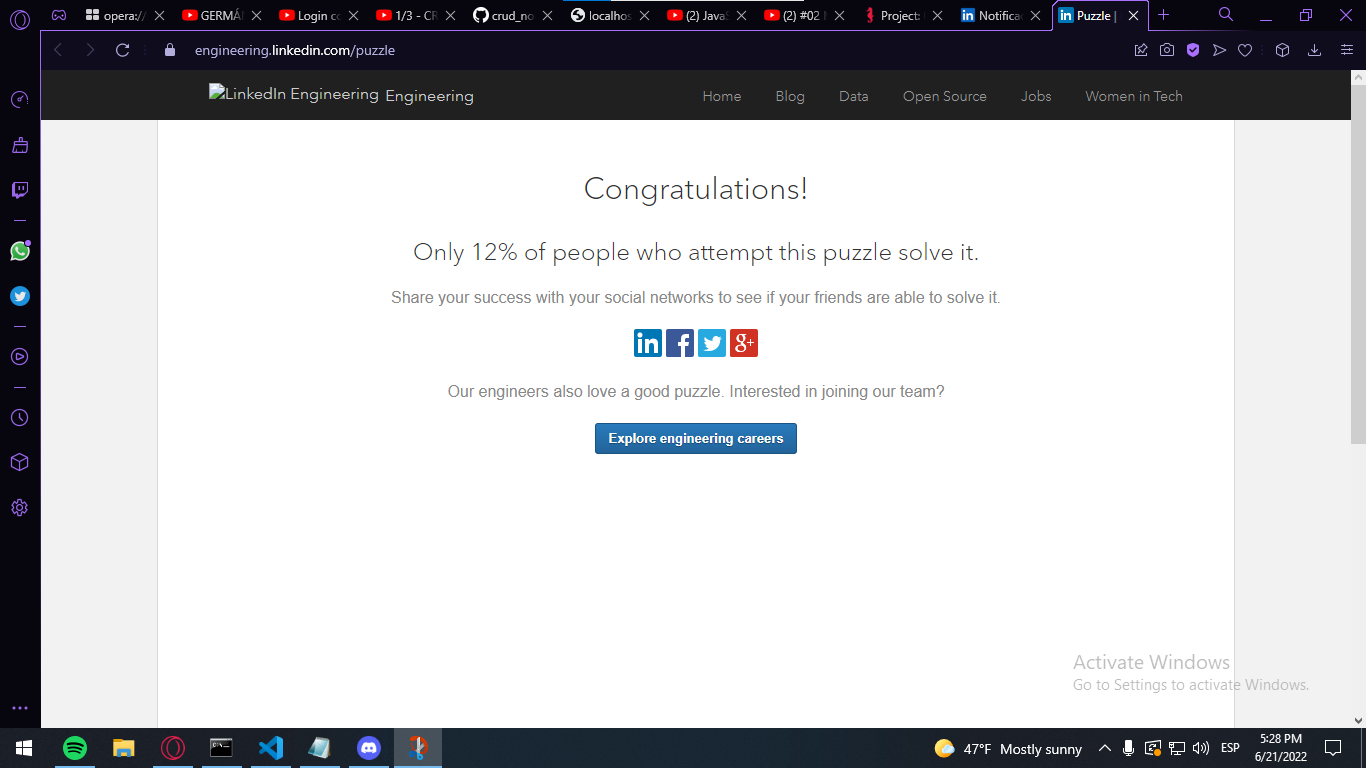 opera:/
GERMÁ
Login co
1/3 - CR
crud_no
localhos
(2) Java
(2) #02
Project:
Notifica
Puzzle |
engineering.linkedin.com/puzzle
LinkedIn Engineering Engineering
Home Blog Data Open Source Jobs Women in Tech
Congratulations!
Only 12% of people who attempt this puzzle solve it.
Share your success with your social networks to see if your friends are able to solve it.
in f g+
Our engineers also love a good puzzle. Interested in joining our team?
Explore engineering careers
Activate Windows
Go to Settings to activate Windows.
47°F Mostly sunny
ESP
5:28 PM
6/21/2022